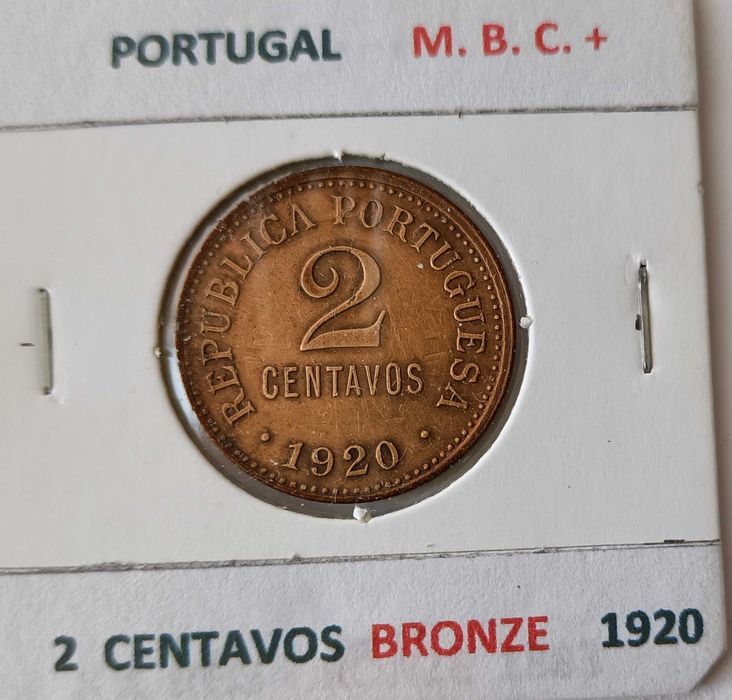 PORTUGAL M. B. C. +
REPUBLICA PORTUGUESA
2
CENTAVOS
• 1920 •
2 CENTAVOS BRONZE 1920